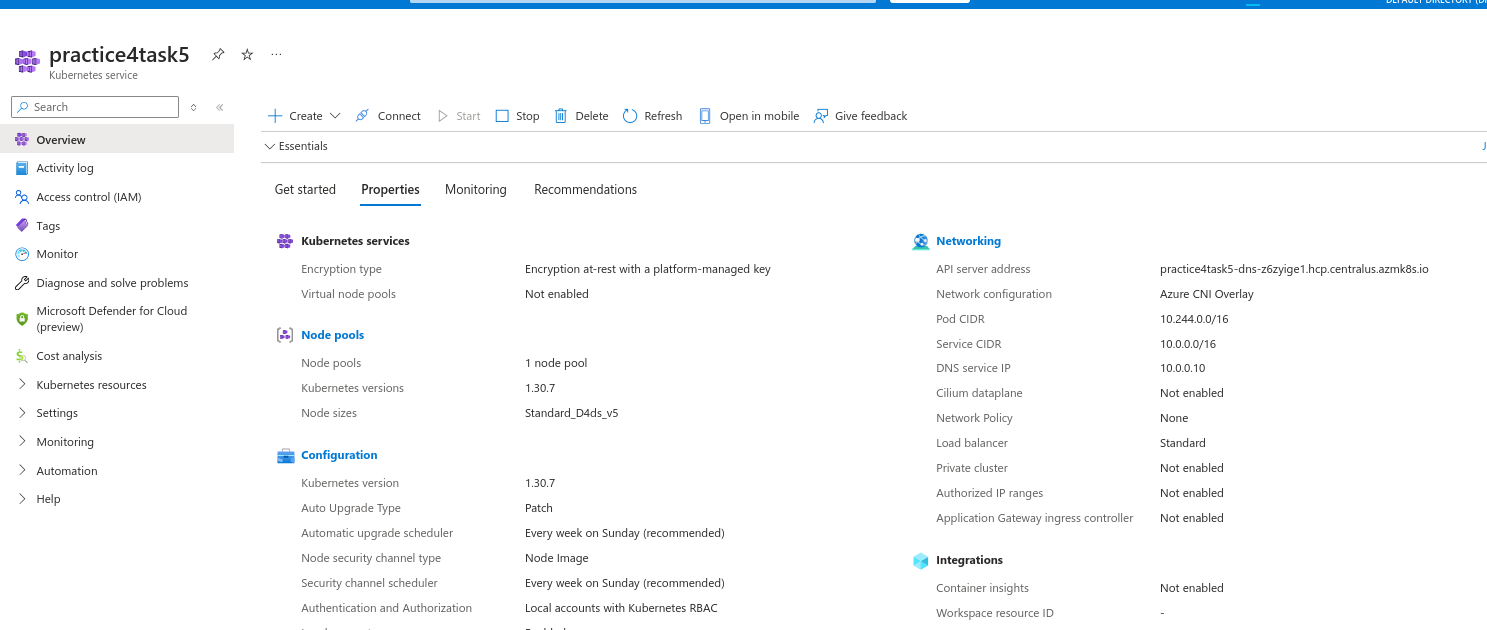 practice4task5
Kubernetes service
Search
Overview
Activity log
Access control (IAM)
Tags
Monitor
Diagnose and solve problems
Microsoft Defender for Cloud
(preview)
Cost analysis
Kubernetes resources
Settings
Monitoring
Automation
Help
Create Connect Start Stop Delete Refresh Open in mobile Give feedback
Essentials
Get started Properties Monitoring Recommendations
Kubernetes services
Encryption type Encryption at-rest with a platform-managed key
Virtual node pools Not enabled
Node pools
Node pools 1 node pool
Kubernetes versions 1.30.7
Node sizes Standard_D4ds_v5
Configuration
Kubernetes version 1.30.7
Auto Upgrade Type Patch
Automatic upgrade scheduler Every week on Sunday (recommended)
Node security channel type Node Image
Security channel scheduler Every week on Sunday (recommended)
Authentication and Authorization Local accounts with Kubernetes RBAC
Networking
API server address practice4task5-dns-z6zyige1.hcp.centralus.azmk8s.io
Network configuration Azure CNI Overlay
Pod CIDR 10.244.0.0/16
Service CIDR 10.0.0.0/16
DNS service IP 10.0.0.10
Cilium dataplane Not enabled
Network Policy None
Load balancer Standard
Private cluster Not enabled
Authorized IP ranges Not enabled
Application Gateway ingress controller Not enabled
Integrations
Container insights Not enabled
Workspace resource ID -